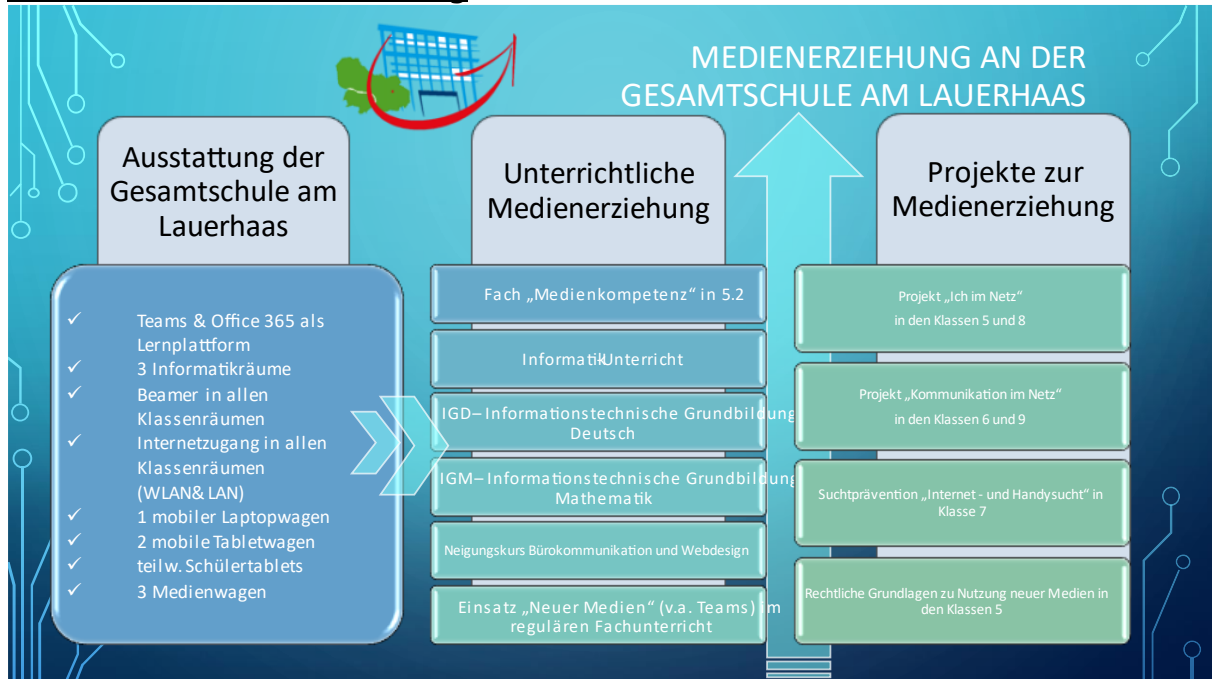 MEDIENERZIEHUNG AN DER
GESAMTSCHULE AM LAUERHAAS
Ausstattung der
Gesamtschule am
Lauerhaas
✓ Teams & Office 365 als
Lernplattform
✓ 3 Informatikräume
✓ Beamer in allen
Klassenräumen
✓ Internetzugang in allen
Klassenräumen
(WLAN& LAN)
✓ 1 mobiler Laptopwagen
✓ 2 mobile Tabletwagen
✓ teilw. Schülertablets
✓ 3 Medienwagen
Unterrichtliche
Medienerziehung
Fach „Medienkompetenz“ in 5.2
Informatik-Unterricht
IGD– Informationstechnische Grundbildung
Deutsch
IGM– Informationstechnische Grundbildung
Mathematik
Neigungskurs Bürokommunikation und Webdesign
Einsatz „Neuer Medien“ (v.a. Teams) im
regulären Fachunterricht
Projekte zur
Medienerziehung
Projekt „Ich im Netz“
in den Klassen 5 und 8
Projekt „Kommunikation im Netz“
in den Klassen 6 und 9
Suchtprävention „Internet - und Handysucht“ in
Klasse 7
Rechtliche Grundlagen zu Nutzung neuer Medien in
den Klassen 5